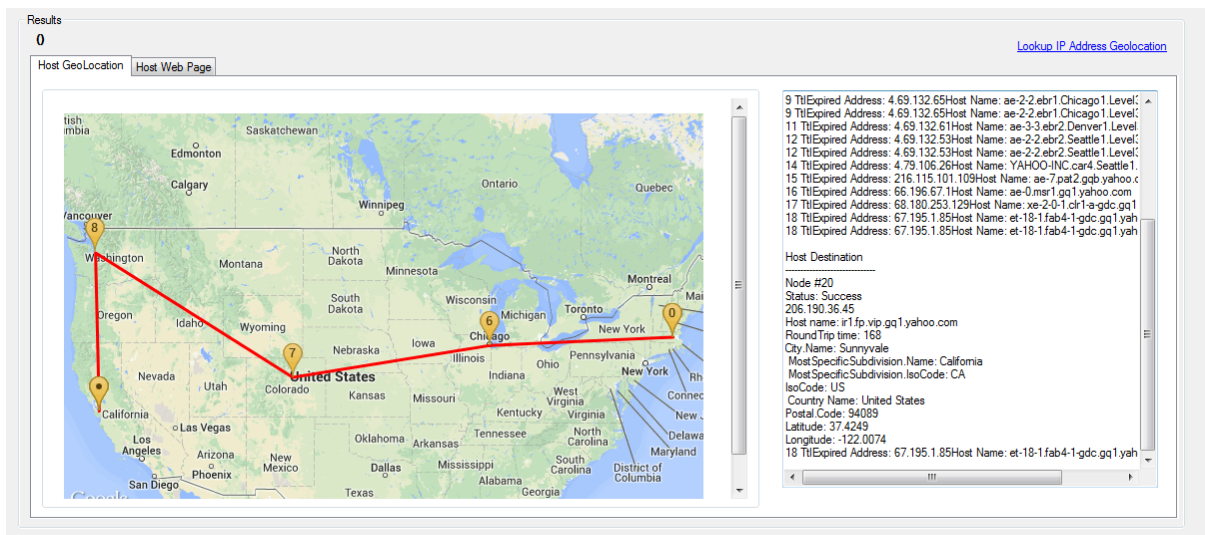 Results
()
Lookup IP Address Geolocation
Host GeoLocation
Host Web Page
tish
mbia
Saskatchewan
Edmonton
Calgary
Ontario
Quebec
Winnipeg
Vancouver
8
Washington
Montana
North
Dakota
Minnesota
Montreal
Mai
South
Dakota
Wisconsin
Michigan
Toronto
0
Oregon
Idaho
Wyoming
6
Chicago
New York
7
Nebraska
Iowa
Illinois
Pennsylvania
Ohio
Indiana
New York
Rh
Nevada
Utah
United States
Colorado
Kansas
Missouri
West
Virginia
Connec
California
Kentucky
Virginia
New
Las Vegas
Los
Angeles
Arizona
New
Mexico
Oklahoma
Arkansas
Tennessee
North
Carolina
Delawa
Maryland
Phoenix
San Diego
Dallas
Mississippi
South
Carolina
District of
Columbia
Alabama
Texas
Georgia
Google
9 TtlExpired Address: 4.69.132.65Host Name: ae-2-2.ebr1.Chicago1.Level3
9 TtlExpired Address: 4.69.132.65Host Name: ae-2-2.ebr1.Chicago1.Level3
11 TtlExpired Address: 4.69.132.61Host Name: ae-3-3.ebr2.Denver1.Level
12 TtlExpired Address: 4.69.132.53Host Name: ae-2-2.ebr2.Seattle1.Level3
12 TtlExpired Address: 4.69.132.53Host Name: ae-2-2.ebr2.Seattle1.Level3
14 TtlExpired Address: 4.79.106.26Host Name: YAHOO-INC.car4.Seattle1.
15 TtlExpired Address: 216.115.101.109Host Name: ae-7.pat2.gqb.yahoo.c
16 TtlExpired Address: 66.196.67.1Host Name: ae-0.msr1.gq1.yahoo.com
17 TtlExpired Address: 68.180.253.129Host Name: xe-2-0-1.clr1-a-gdc.gq1
18 TtlExpired Address: 67.195.1.85Host Name: et-18-1.fab4-1-gdc.gq1.yah
18 TtlExpired Address: 67.195.1.85Host Name: et-18-1.fab4-1-gdc.gq1.yah
Host Destination
------------------------------
Node #20
Status: Success
206.190.36.45
Host name: ir1.fp.vip.gq1.yahoo.com
RoundTrip time: 168
City.Name: Sunnyvale
MostSpecificSubdivision.Name: California
MostSpecificSubdivision.IsoCode: CA
IsoCode: US
Country Name: United States
Postal.Code: 94089
Latitude: 37.4249
Longitude: -122.0074
18 TtlExpired Address: 67.195.1.85Host Name: et-18-1.fab4-1-gdc.gq1.yah